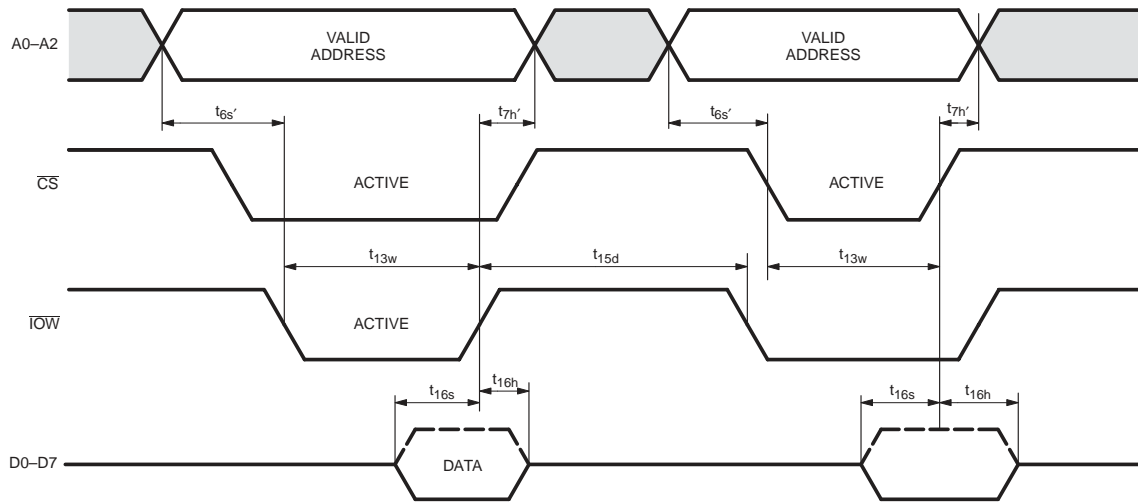 A0–A2
VALID
ADDRESS
VALID
ADDRESS
t6s′
t7h′
t6s′
t7h′
CS
ACTIVE
ACTIVE
t13w
t15d
t13w
IOW
ACTIVE
t16s
t16h
t16s
t16h
D0–D7
DATA